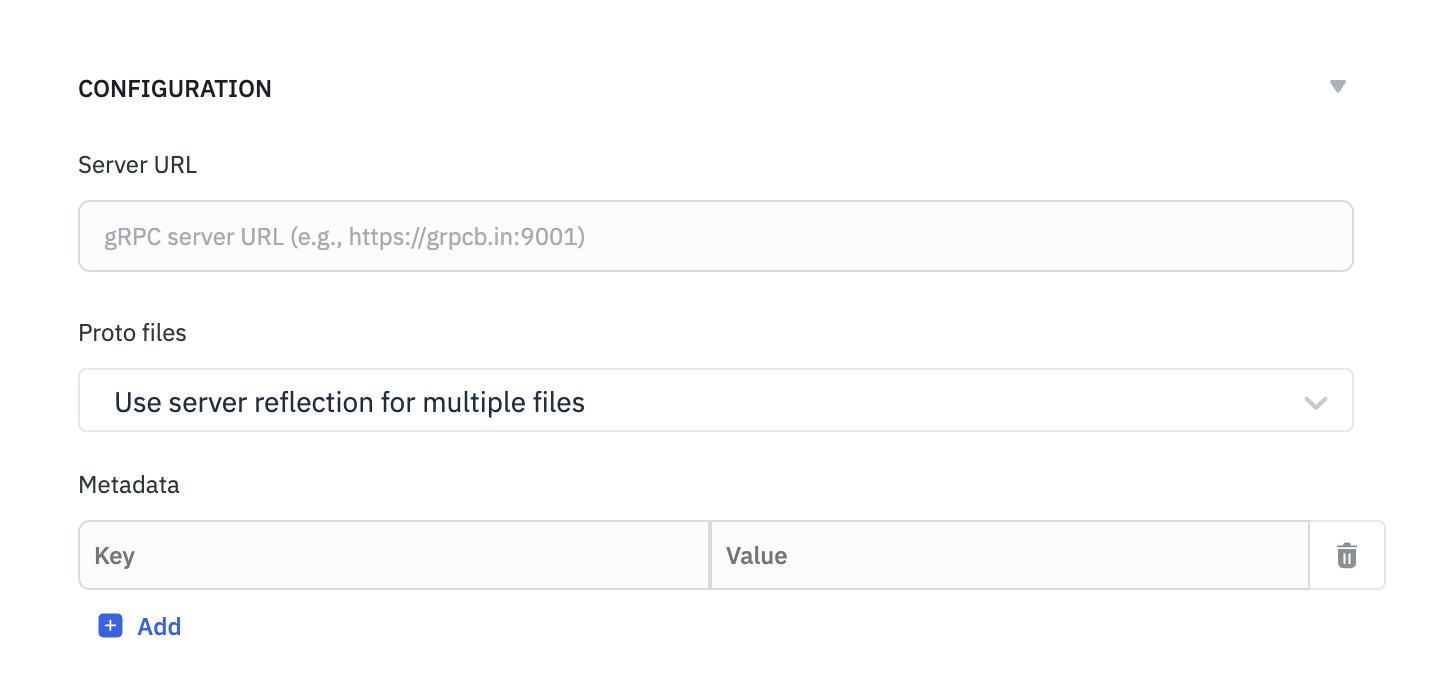 CONFIGURATION
Server URL
gRPC server URL (e.g., https://grpcb.in:9001)
Proto files
Use server reflection for multiple files
Metadata
Key Value
Add